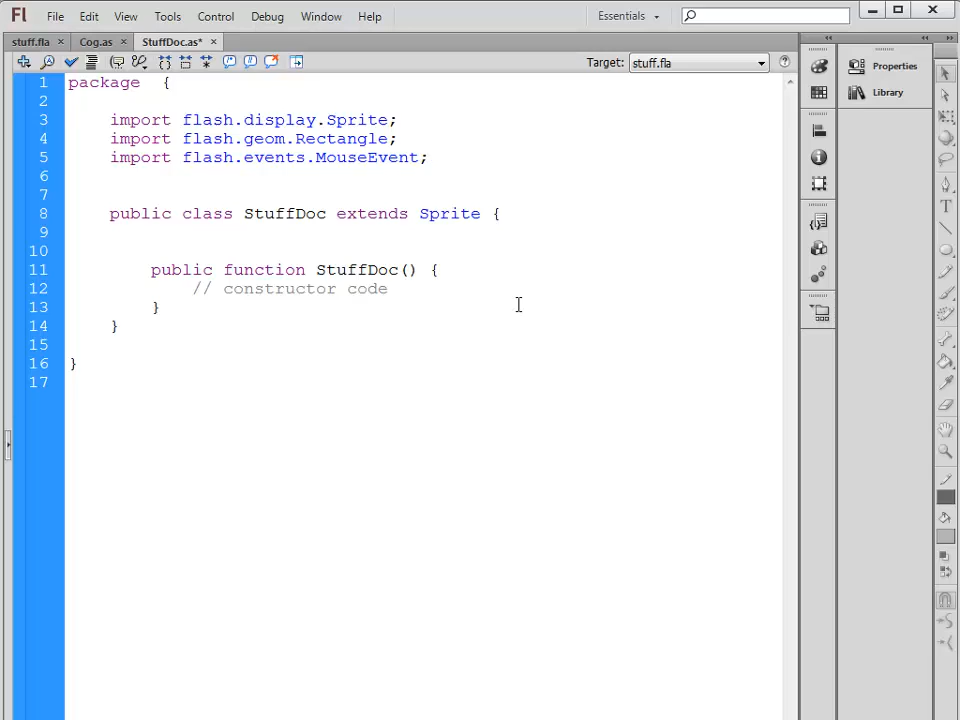 Fl File Edit View Tools Control Debug Window Help Essentials
stuff.fla × Cog.as × StuffDoc.as* ×
Target: stuff.fla
Properties
Library
1 package {
2
3 import flash.display.Sprite;
4 import flash.geom.Rectangle;
5 import flash.events.MouseEvent;
6
7
8 public class StuffDoc extends Sprite {
9
10
11 public function StuffDoc() {
12 // constructor code
13 }
14 }
15
16 }
17